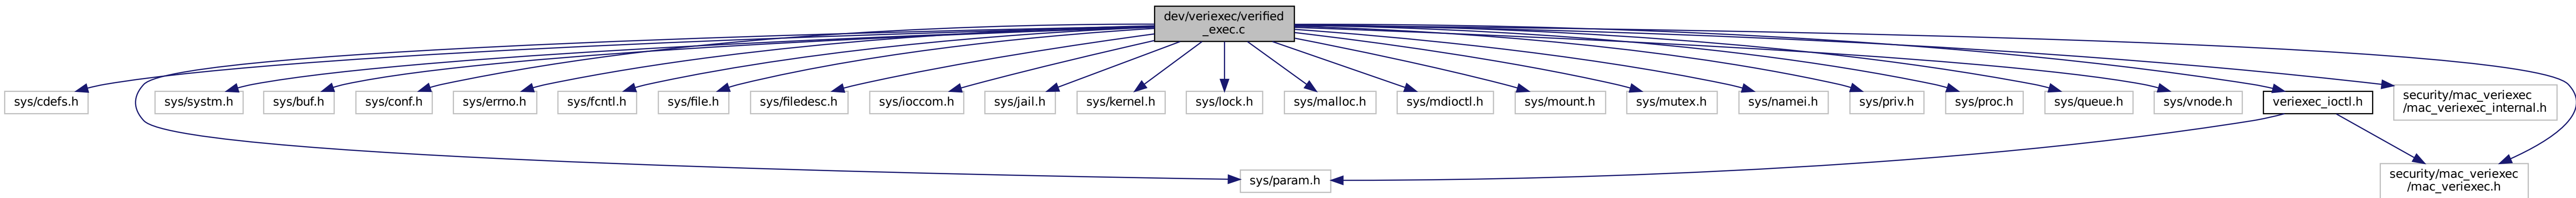 dev/veriexec/verified
_exec.c
sys/cdefs.h
sys/systm.h
sys/buf.h
sys/conf.h
sys/errno.h
sys/fcntl.h
sys/file.h
sys/filedesc.h
sys/ioccom.h
sys/jail.h
sys/kernel.h
sys/lock.h
sys/malloc.h
sys/mdioctl.h
sys/mount.h
sys/mutex.h
sys/namei.h
sys/priv.h
sys/proc.h
sys/queue.h
sys/vnode.h
veriexec_ioctl.h
security/mac_veriexec
/mac_veriexec_internal.h
sys/param.h
security/mac_veriexec
/mac_veriexec.h